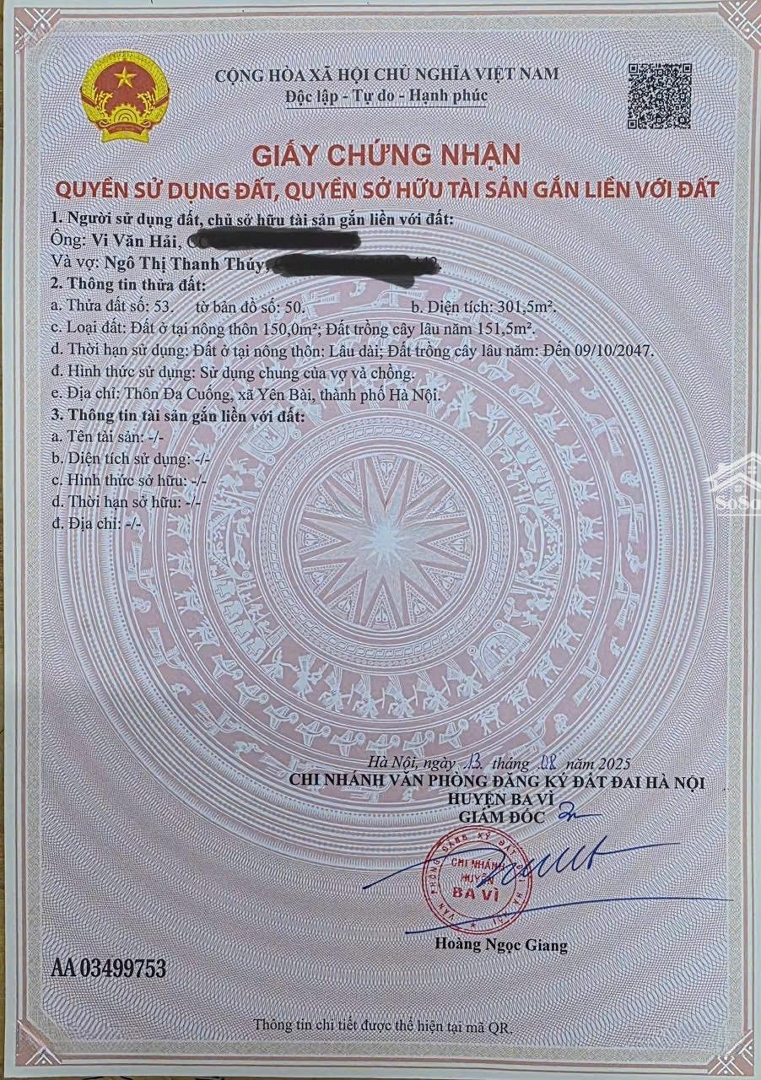 CỘNG HÒA XÃ HỘI CHỦ NGHĨA VIỆT NAM
Độc lập - Tự do - Hạnh phúc
GIẤY CHỨNG NHẬN
QUYỀN SỬ DỤNG ĐẤT, QUYỀN SỞ HỮU TÀI SẢN GẮN LIỀN VỚI ĐẤT
1. Người sử dụng đất, chủ sở hữu tài sản gắn liền với đất:
Ông: Vi Văn Hải,
Và vợ: Ngô Thị Thanh Thủy,
2. Thông tin thửa đất:
a. Thửa đất số: 53. tờ bản đồ số: 50. b. Diện tích: 301,5m².
c. Loại đất: Đất ở tại nông thôn 150,0m²; Đất trồng cây lâu năm 151,5m².
d. Thời hạn sử dụng: Đất ở tại nông thôn: Lâu dài; Đất trồng cây lâu năm: Đến 09/10/2047.
đ. Hình thức sử dụng: Sử dụng chung của vợ và chồng.
e. Địa chỉ: Thôn Đa Cuống, xã Yên Bài, thành phố Hà Nội.
3. Thông tin tài sản gắn liền với đất:
a. Tên tài sản: -/-
b. Diện tích sử dụng: -/-
c. Hình thức sở hữu: -/-
d. Thời hạn sở hữu: -/-
đ. Địa chỉ: -/-
SoSo
Hà Nội, ngày 13 tháng 08 năm 2025
CHI NHÁNH VĂN PHÒNG ĐĂNG KÝ ĐẤT ĐAI HÀ NỘI
HUYỆN BA VÌ
GIÁM ĐỐC
VĂN PHÒNG ĐĂNG KÝ ĐẤT ĐAI HÀ NỘI
CHI NHÁNH
HUYỆN
BA VÌ
Hoàng Ngọc Giang
AA 03499753
Thông tin chi tiết được thể hiện tại mã QR.